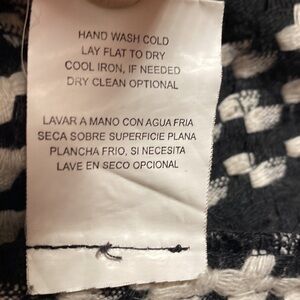 HAND WASH COLD
LAY FLAT TO DRY
COOL IRON, IF NEEDED
DRY CLEAN OPTIONAL
LAVAR A MANO CON AGUA FRIA
SECA SOBRE SUPERFICIE PLANA
PLANCHA FRIO, SI NECESITA
LAVE EN SECO OPCIONAL